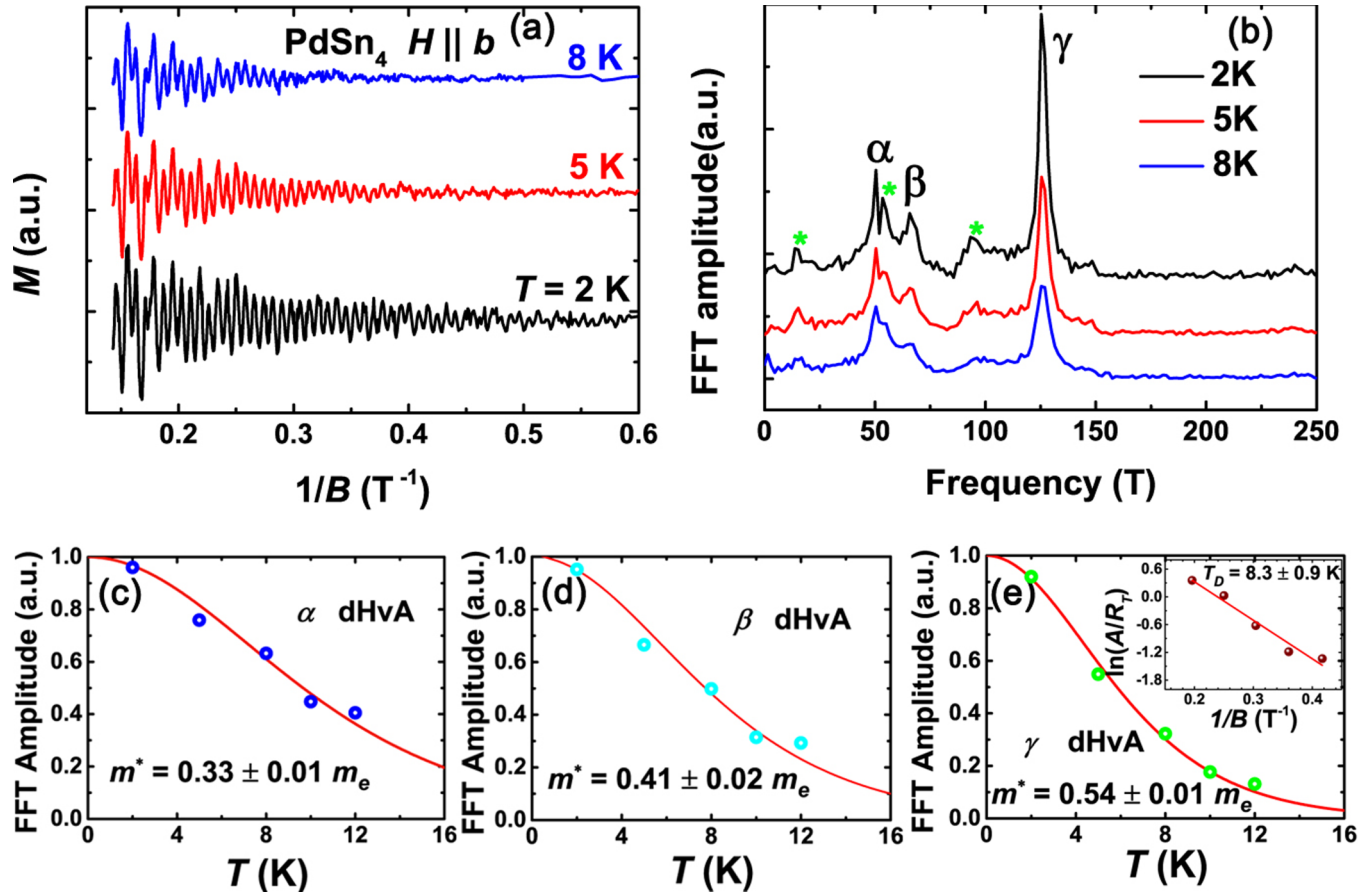 PdSn4 H || b (a)
8 K
5 K
T = 2 K
M (a.u.)
0.2 0.3 0.4 0.5 0.6
1/B (T -1)
(b)
γ
2K
5K
8K
α
* β
* *
FFT amplitude(a.u.)
0 50 100 150 200 250
Frequency (T)
(c)
α dHvA
m* = 0.33 ± 0.01 me
FFT Amplitude (a.u.)
1.0
0.8
0.6
0.4
0.2
0.0
0 4 8 12 16
T (K)
(d)
β dHvA
m* = 0.41 ± 0.02 me
FFT Amplitude (a.u.)
1.0
0.8
0.6
0.4
0.2
0.0
0 4 8 12 16
T (K)
(e)
TD = 8.3 ± 0.9 K
ln(A/RT)
0.6
0.0
-0.6
-1.2
-1.8
0.2 0.3 0.4
1/B (T-1)
γ dHvA
m* = 0.54 ± 0.01 me
FFT Amplitude (a.u.)
1.0
0.8
0.6
0.4
0.2
0.0
0 4 8 12 16
T (K)